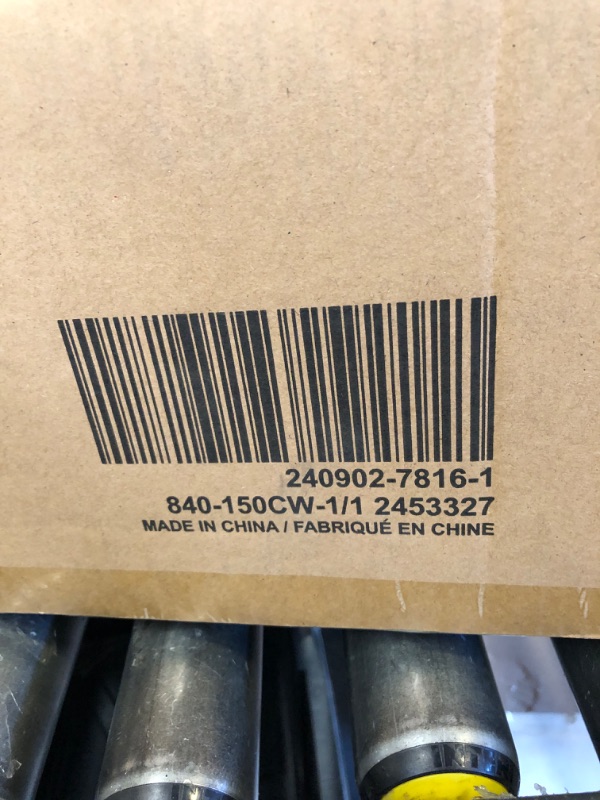 240902-7816-1
840-150CW-1/1 2453327
MADE IN CHINA / FABRIQUÉ EN CHINE